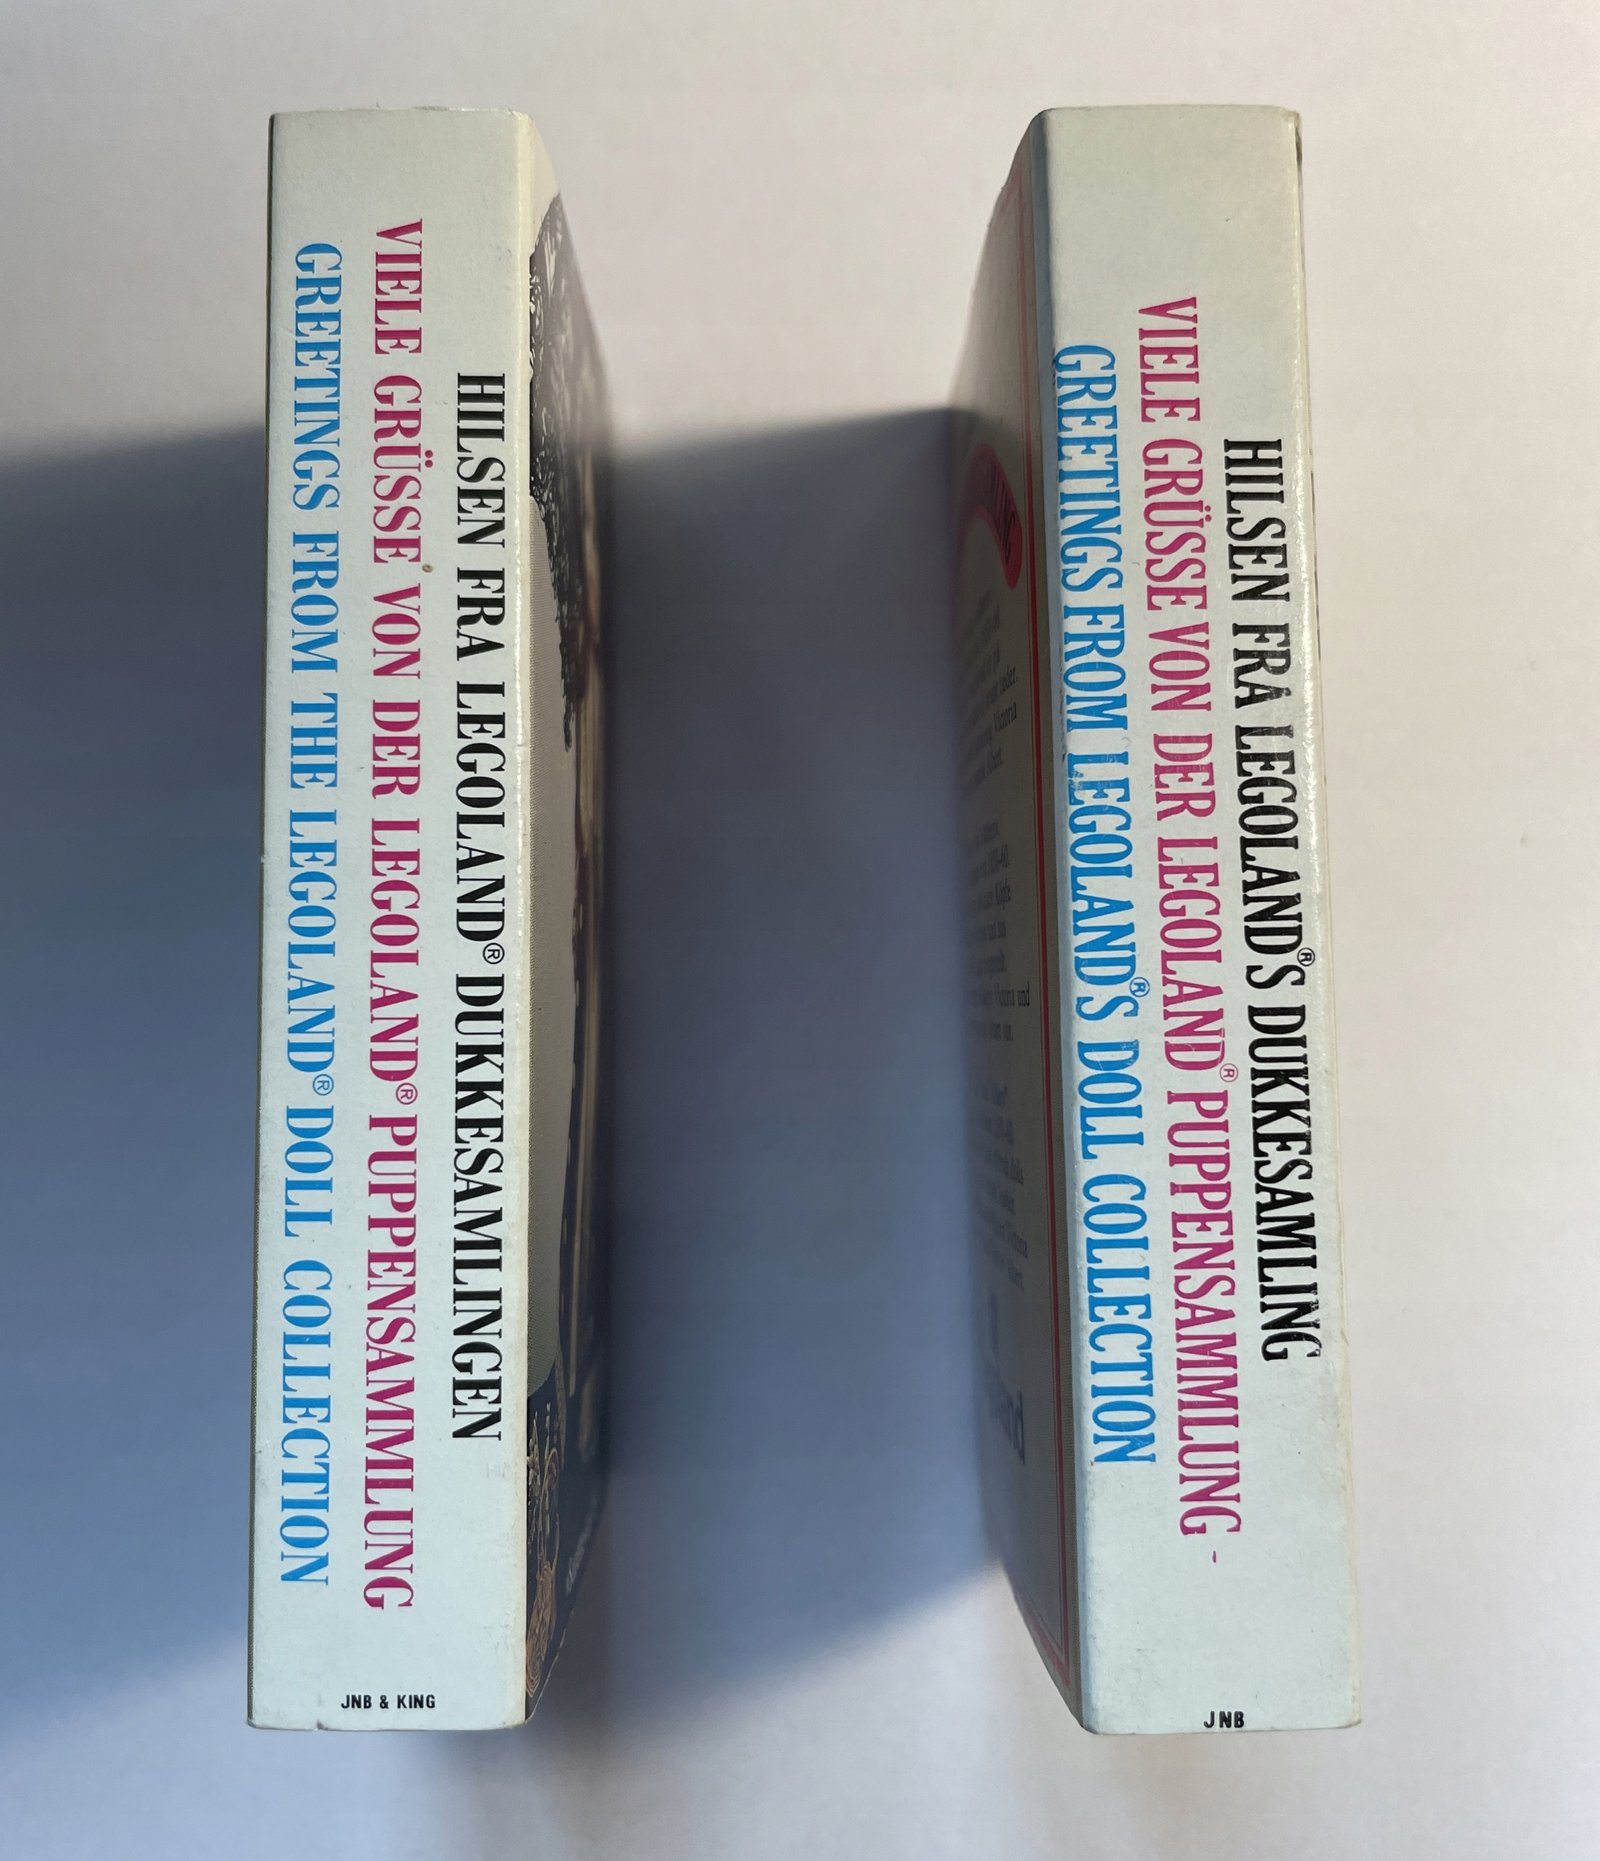 HILSEN FRA LEGOLAND® DUKKESAMLINGEN
VIELE GRÜSSE VON DER LEGOLAND® PUPPENSAMMLUNG
GREETINGS FROM THE LEGOLAND® DOLL COLLECTION
JNB & KING
HILSEN FRA LEGOLAND®'S DUKKESAMLING
VIELE GRÜSSE VON DER LEGOLAND® PUPPENSAMMLUNG -
GREETINGS FROM LEGOLAND®'S DOLL COLLECTION
JNB